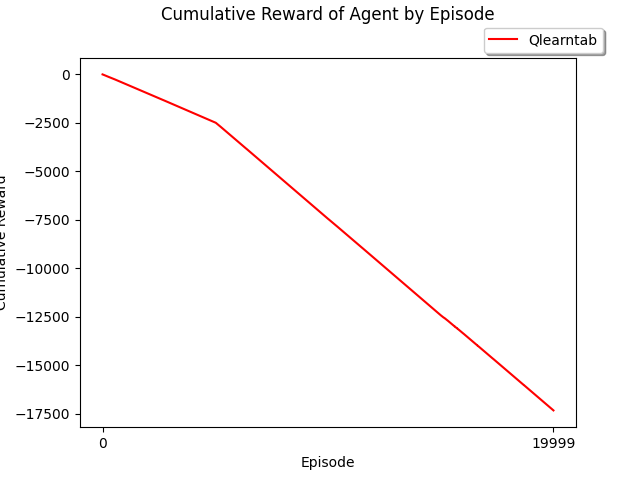 Cumulative Reward of Agent by Episode
Qlearntab
0
−2500
−5000
−7500
−10000
−12500
−15000
−17500
Cumulative Reward
0
19999
Episode